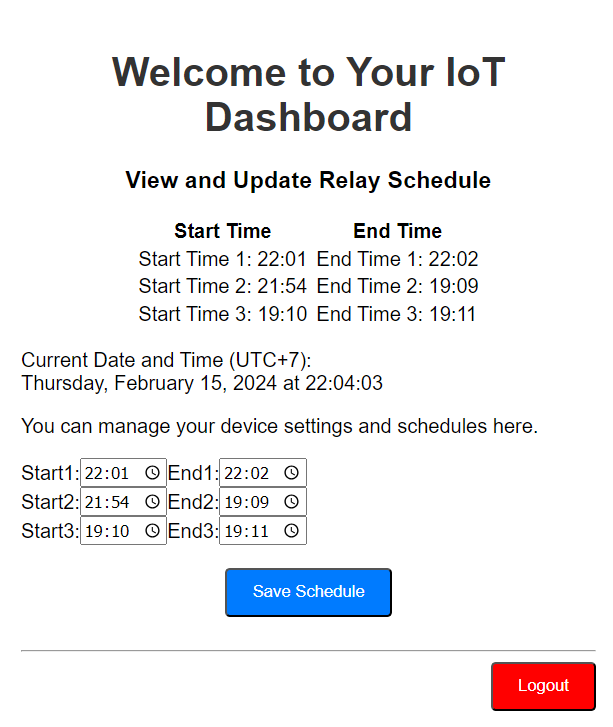 Welcome to Your IoT
Dashboard
View and Update Relay Schedule
Start Time End Time
Start Time 1: 22:01 End Time 1: 22:02
Start Time 2: 21:54 End Time 2: 19:09
Start Time 3: 19:10 End Time 3: 19:11
Current Date and Time (UTC+7):
Thursday, February 15, 2024 at 22:04:03
You can manage your device settings and schedules here.
Start1: 22:01 End1: 22:02
Start2: 21:54 End2: 19:09
Start3: 19:10 End3: 19:11
Save Schedule
Logout